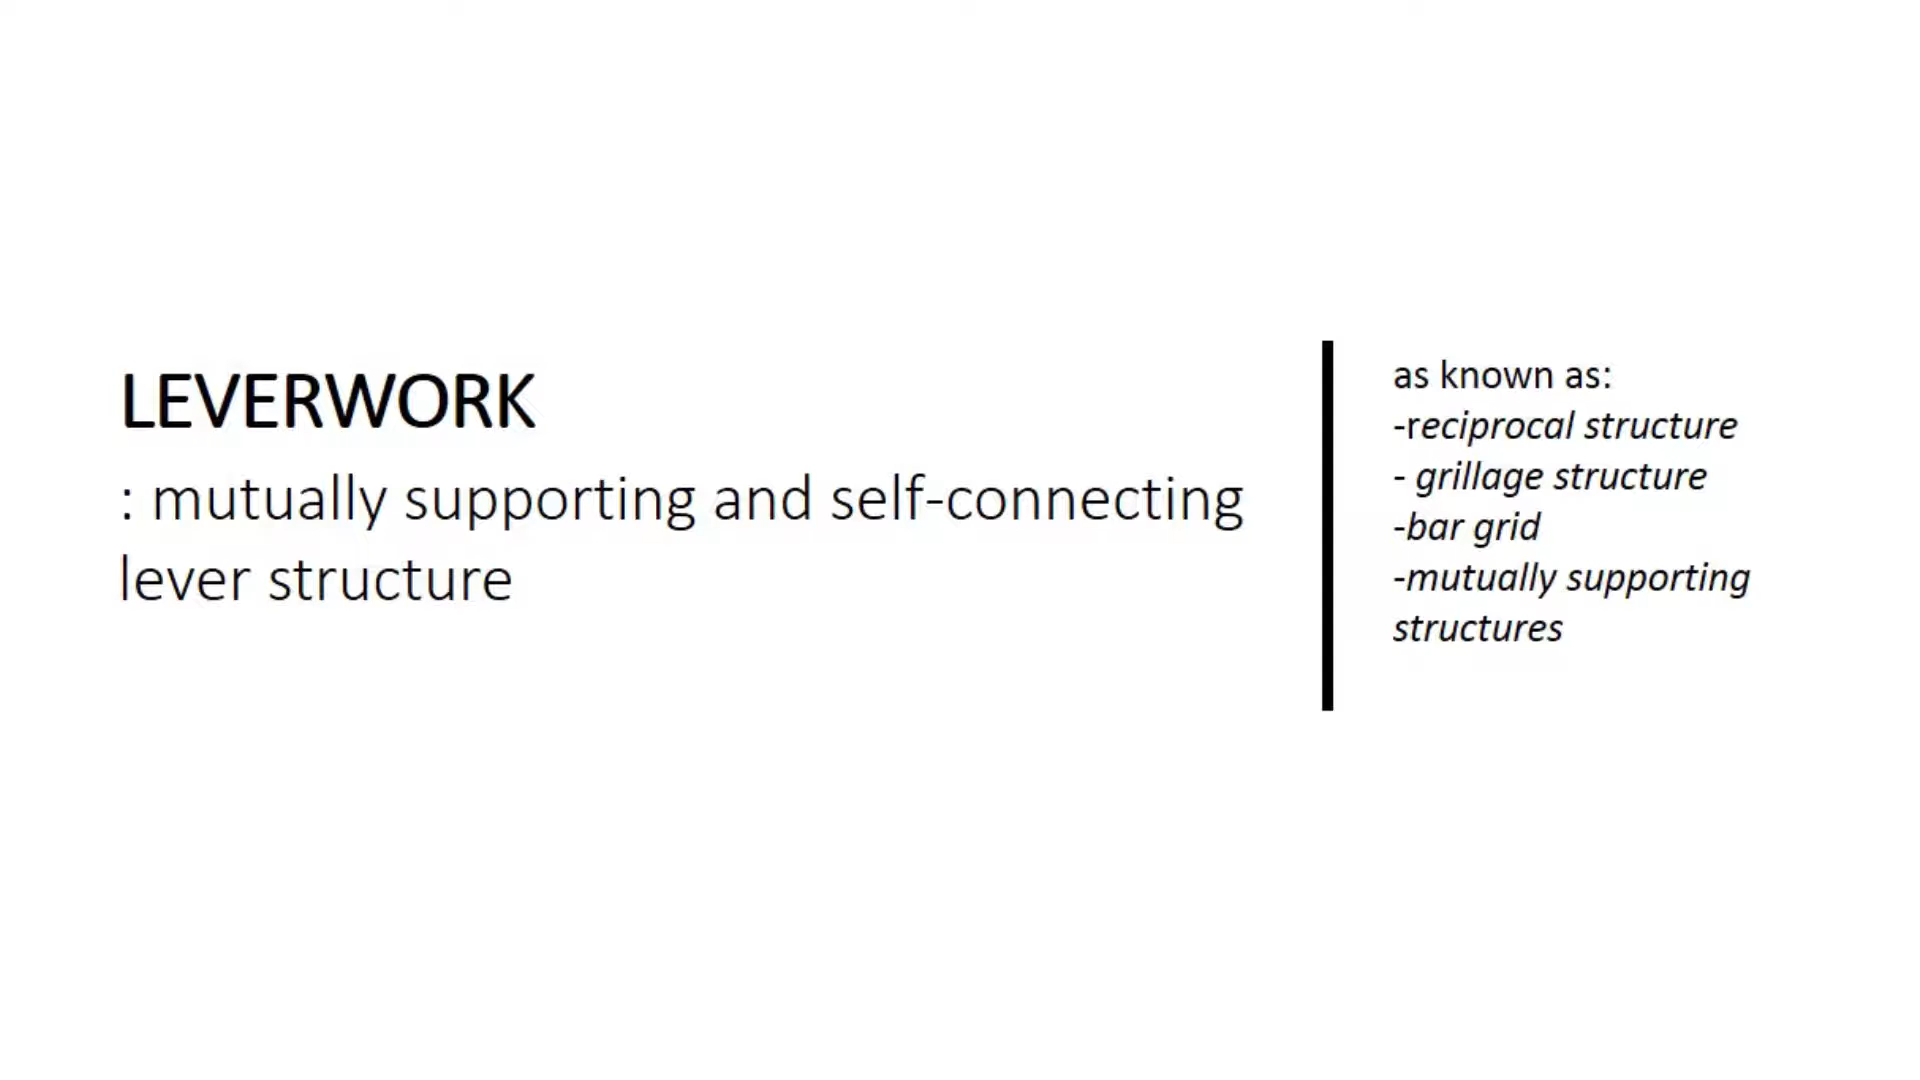 LEVERWORK
: mutually supporting and self-connecting
lever structure
as known as:
-reciprocal structure
- grillage structure
-bar grid
-mutually supporting
structures